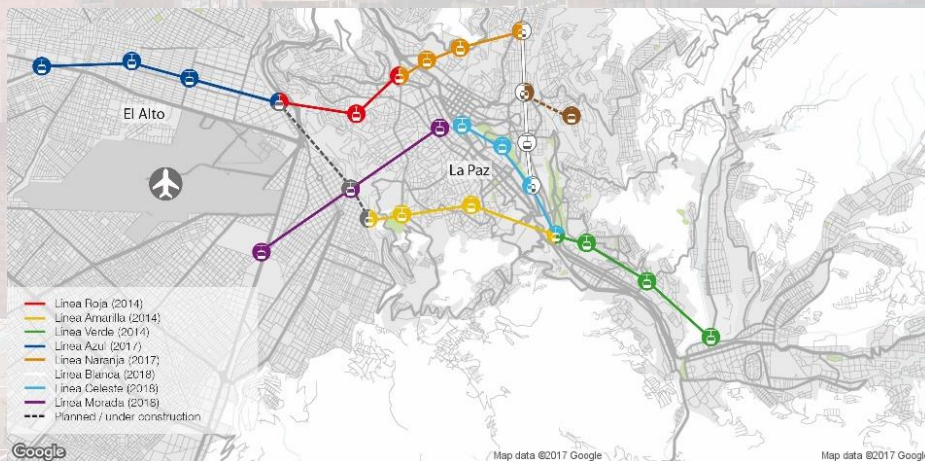 El Alto
La Paz
Línea Roja (2014)
Línea Amarilla (2014)
Línea Verde (2014)
Línea Azul (2017)
Línea Naranja (2017)
Línea Blanca (2018)
Línea Celeste (2018)
Línea Morada (2018)
Planned / under construction
Google
Map data ©2017 Google
Map data ©2017 Google